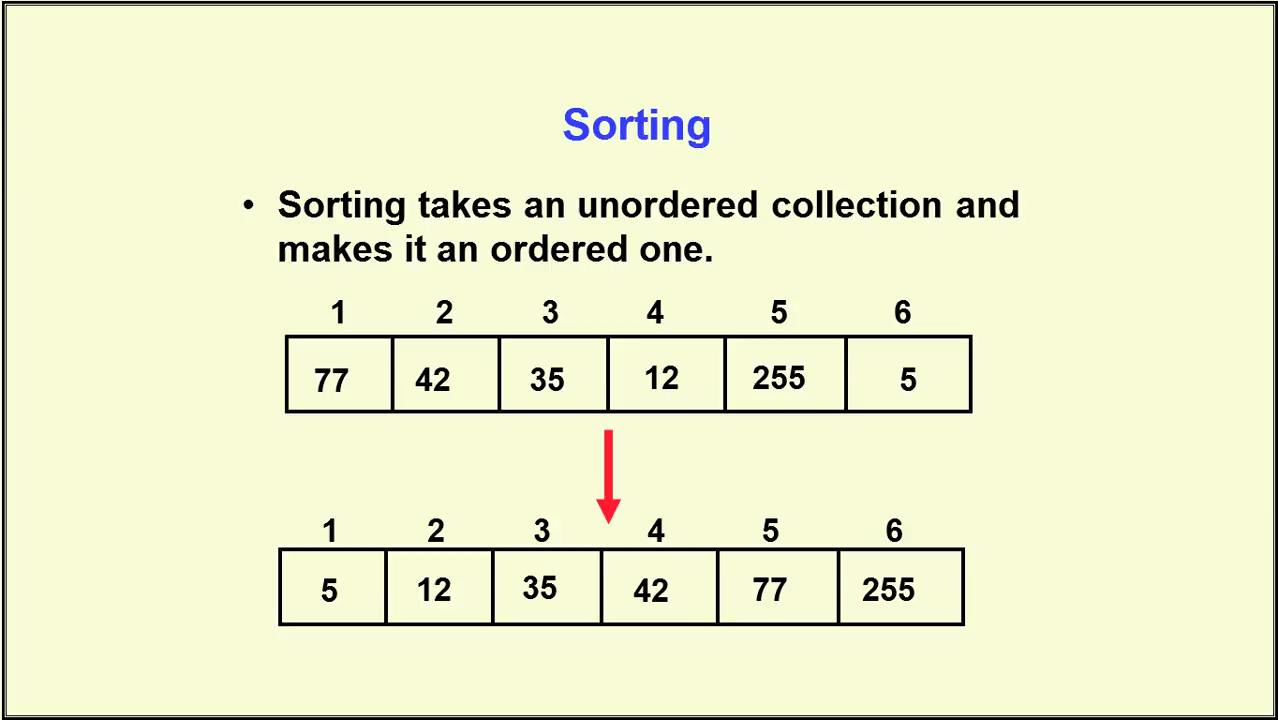 Sorting
• Sorting takes an unordered collection and
makes it an ordered one.
1 2 3 4 5 6
77 42 35 12 255 5
1 2 3 4 5 6
5 12 35 42 77 255